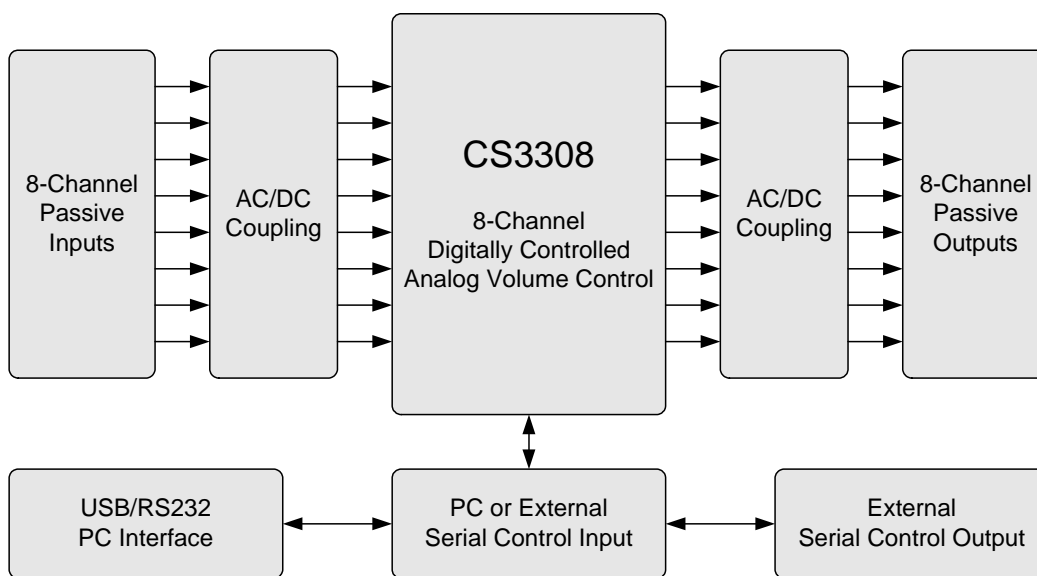 8-Channel
Passive
Inputs
AC/DC
Coupling
CS3308
8-Channel
Digitally Controlled
Analog Volume Control
AC/DC
Coupling
8-Channel
Passive
Outputs
USB/RS232
PC Interface
PC or External
Serial Control Input
External
Serial Control Output